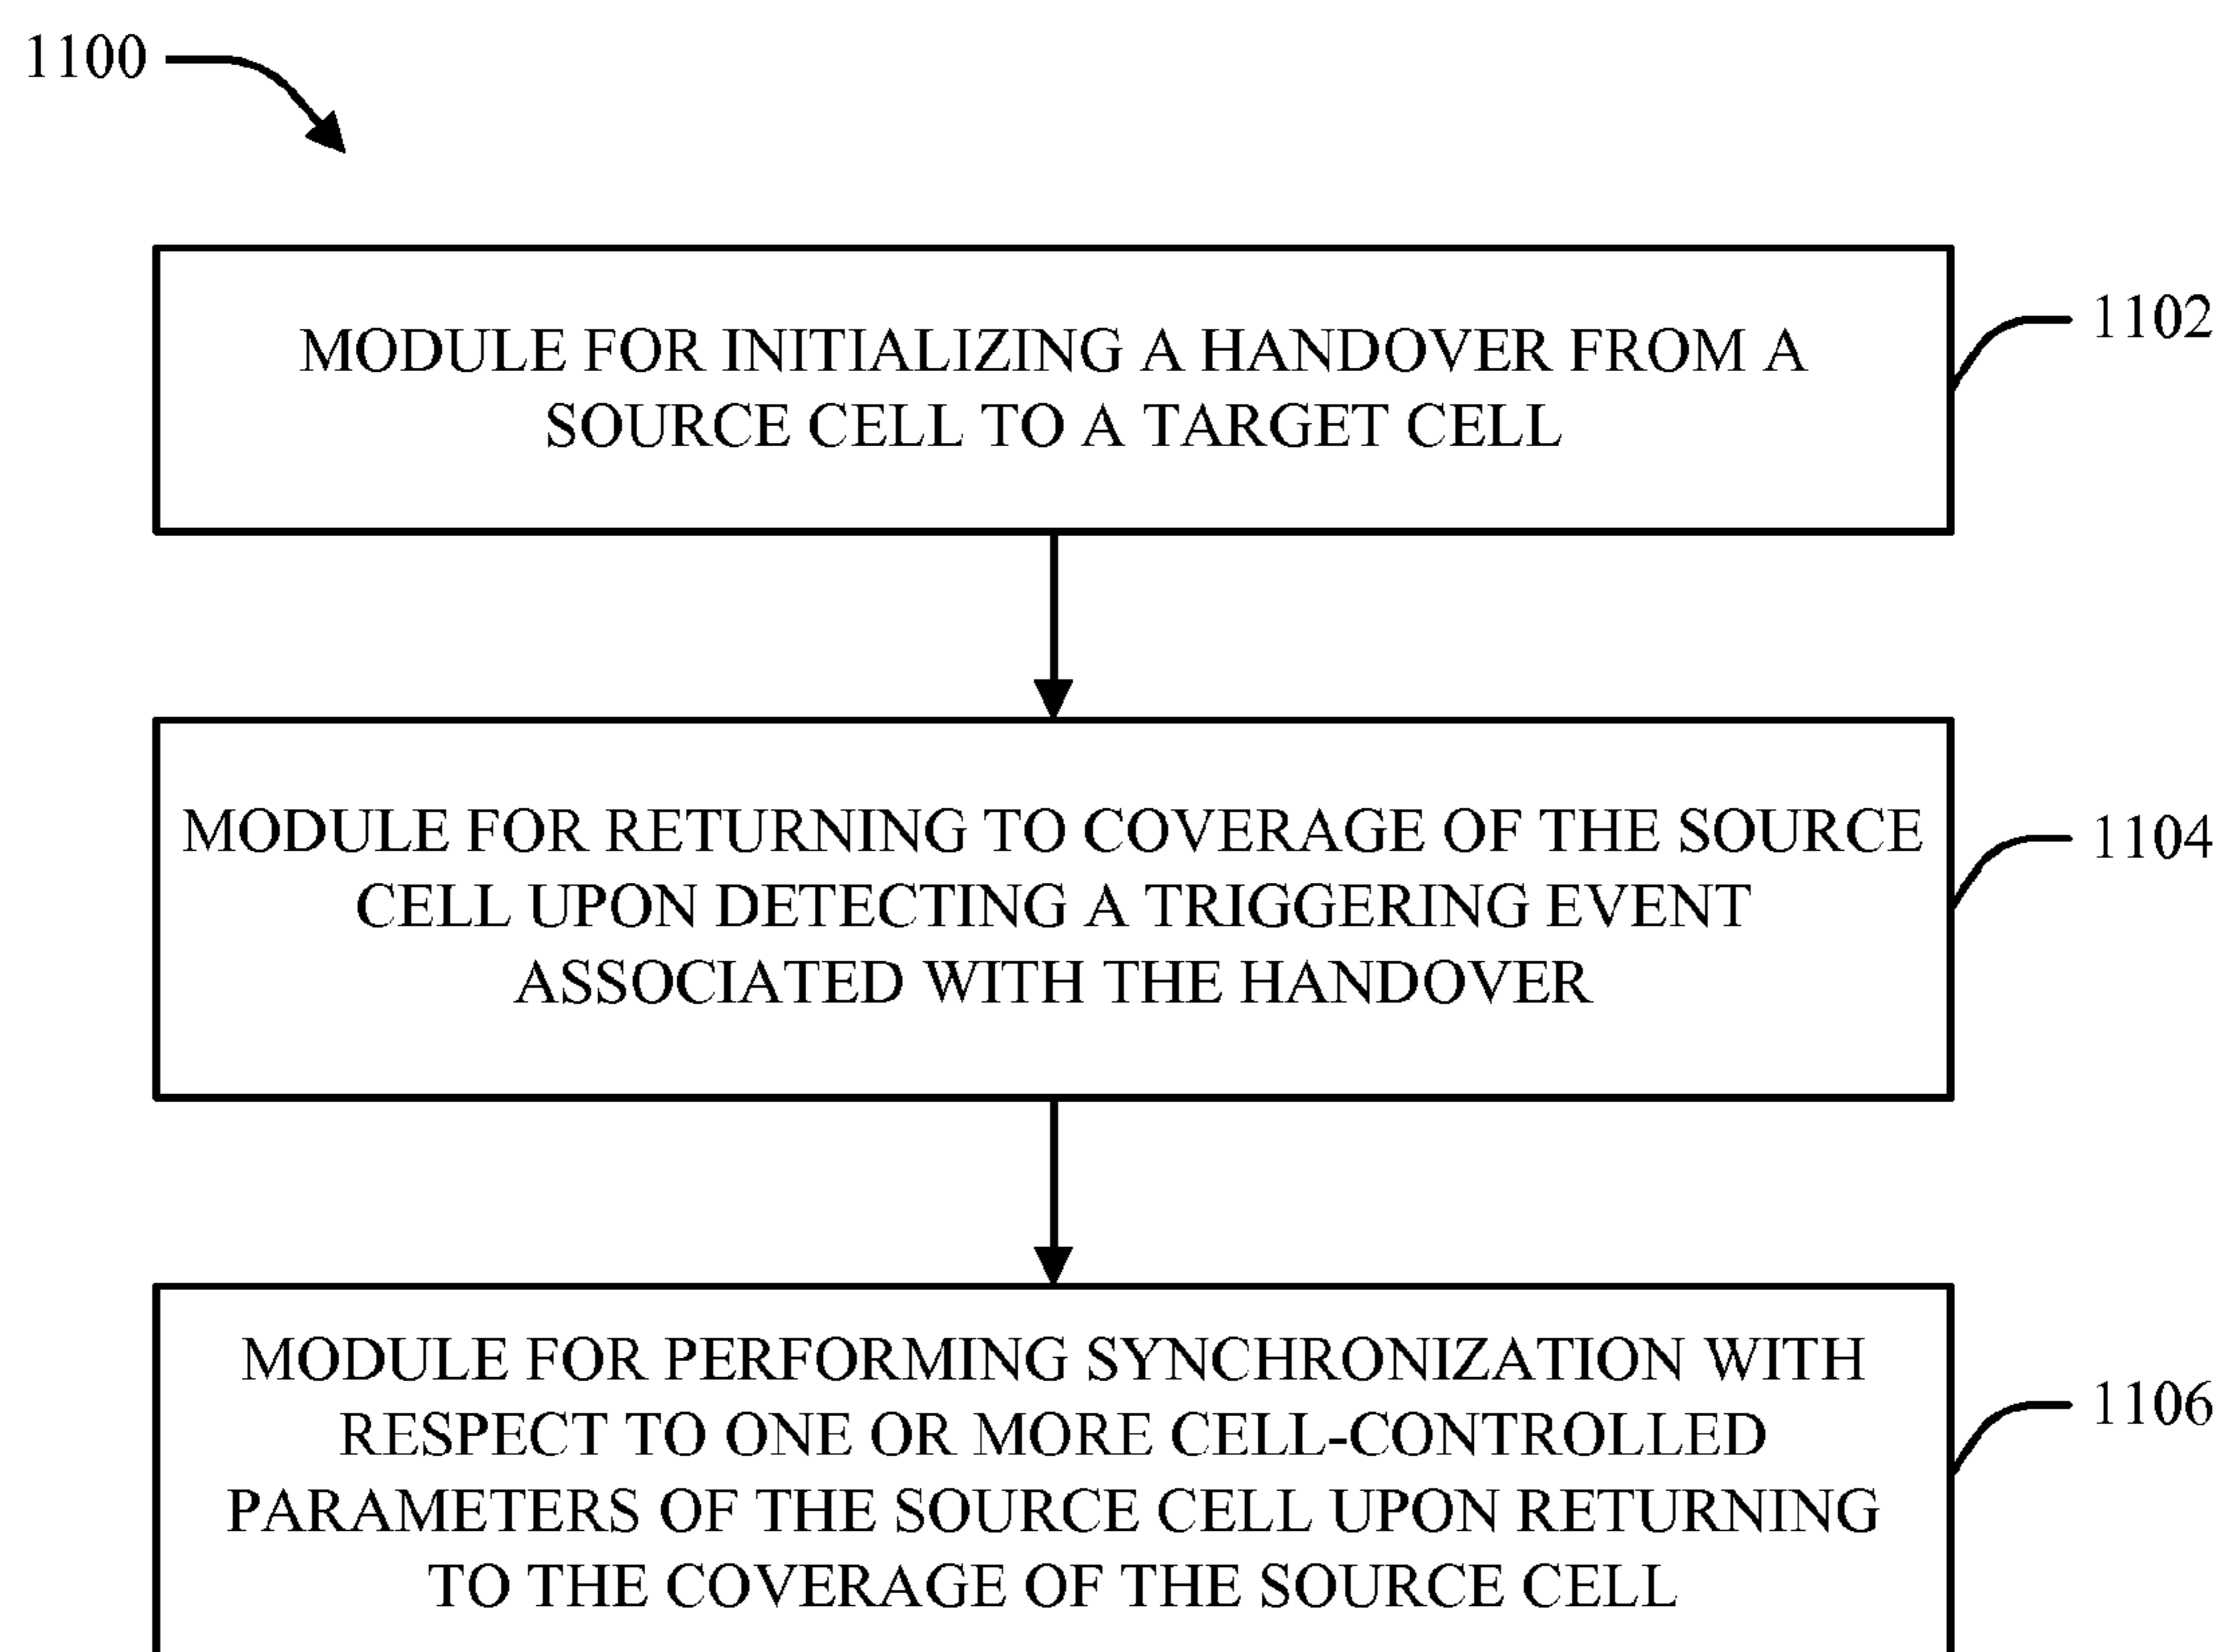 1100
MODULE FOR INITIALIZING A HANDOVER FROM A
SOURCE CELL TO A TARGET CELL
1102
MODULE FOR RETURNING TO COVERAGE OF THE SOURCE
CELL UPON DETECTING A TRIGGERING EVENT
ASSOCIATED WITH THE HANDOVER
1104
MODULE FOR PERFORMING SYNCHRONIZATION WITH
RESPECT TO ONE OR MORE CELL-CONTROLLED
PARAMETERS OF THE SOURCE CELL UPON RETURNING
TO THE COVERAGE OF THE SOURCE CELL
1106